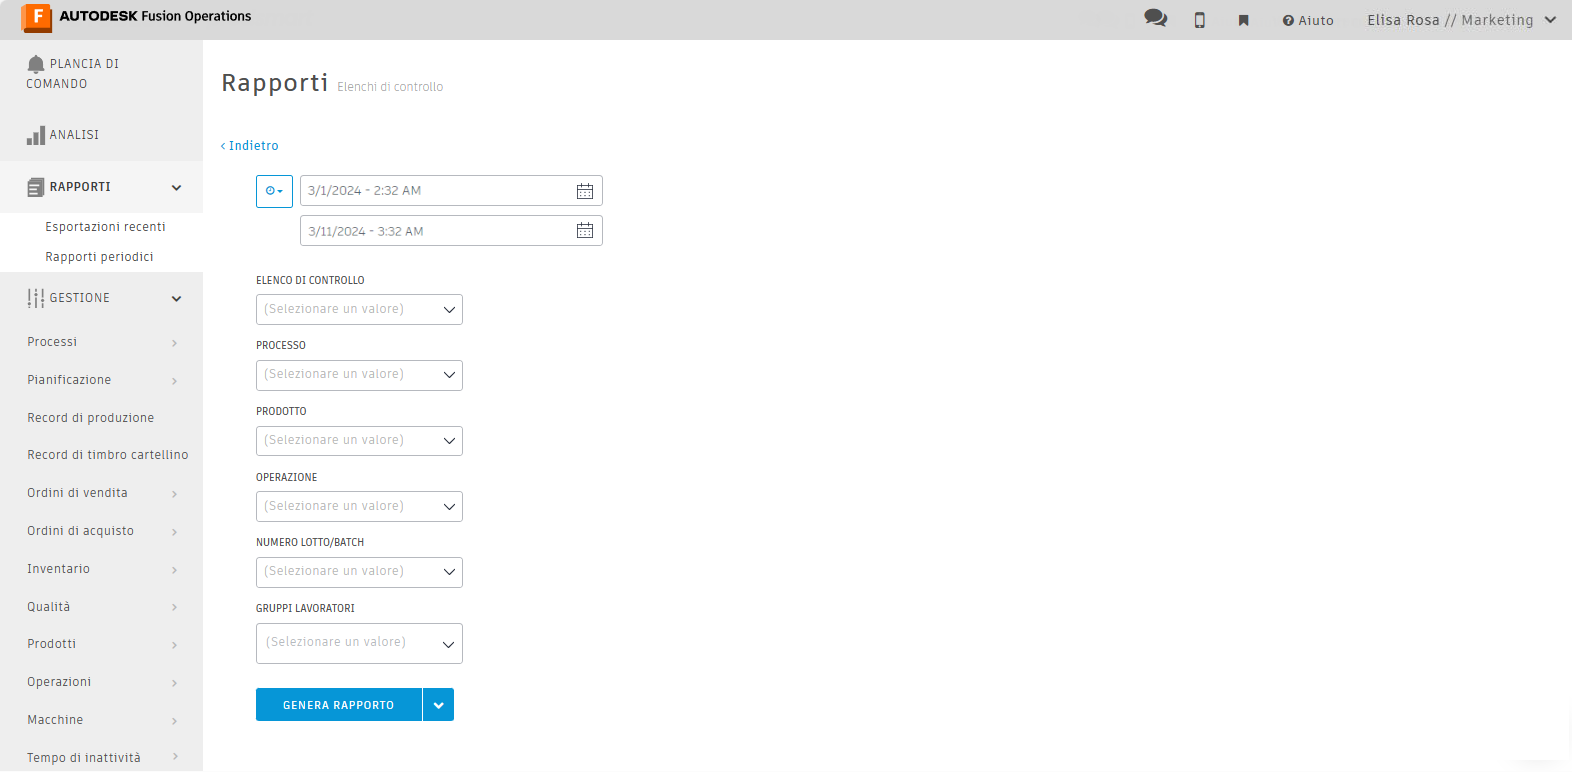 AUTODESK Fusion Operations
Aiuto
Elisa Rosa // Marketing
PLANCIA DI
COMANDO
ANALISI
RAPPORTI
Esportazioni recenti
Rapporti periodici
GESTIONE
Processi
Pianificazione
Record di produzione
Record di timbro cartellino
Ordini di vendita
Ordini di acquisto
Inventario
Qualità
Prodotti
Operazioni
Macchine
Tempo di inattività
Rapporti Elenchi di controllo
‹ Indietro
3/1/2024 - 2:32 AM
3/11/2024 - 3:32 AM
ELENCO DI CONTROLLO
(Selezionare un valore)
PROCESSO
(Selezionare un valore)
PRODOTTO
(Selezionare un valore)
OPERAZIONE
(Selezionare un valore)
NUMERO LOTTO/BATCH
(Selezionare un valore)
GRUPPI LAVORATORI
(Selezionare un valore)
GENERA RAPPORTO